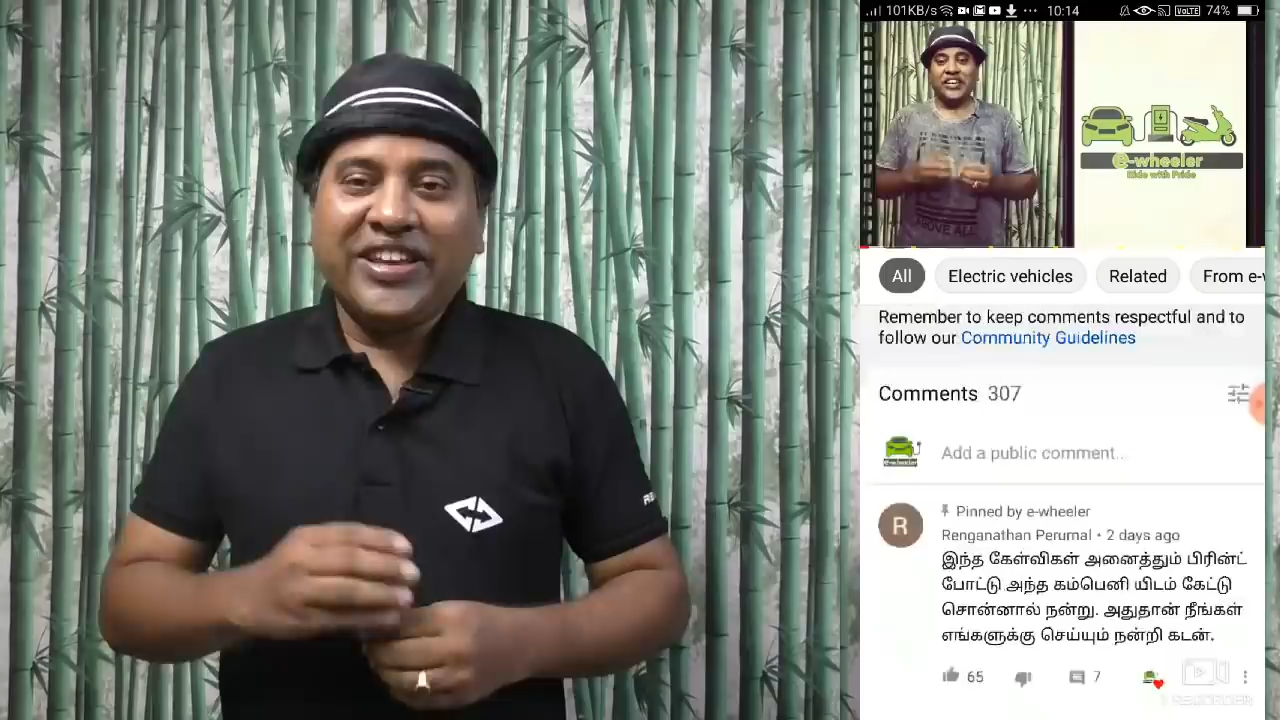 101KB/s
10:14
VoLTE
74%
e-wheeler
Ride with Pride
ABOVE ALL
All
Electric vehicles
Related
Remember to keep comments respectful and to
follow our Community Guidelines
Comments 307
Add a public comment...
R
Pinned by e-wheeler
Renganathan Perumal • 2 days ago
இந்த கேள்விகள் அனைத்தும் பிரின்ட்
போட்டு அந்த கம்பெனி யிடம் கேட்டு
சொன்னால் நன்று. அதுதான் நீங்கள்
எங்களுக்கு செய்யும் நன்றி கடன்.
65
7